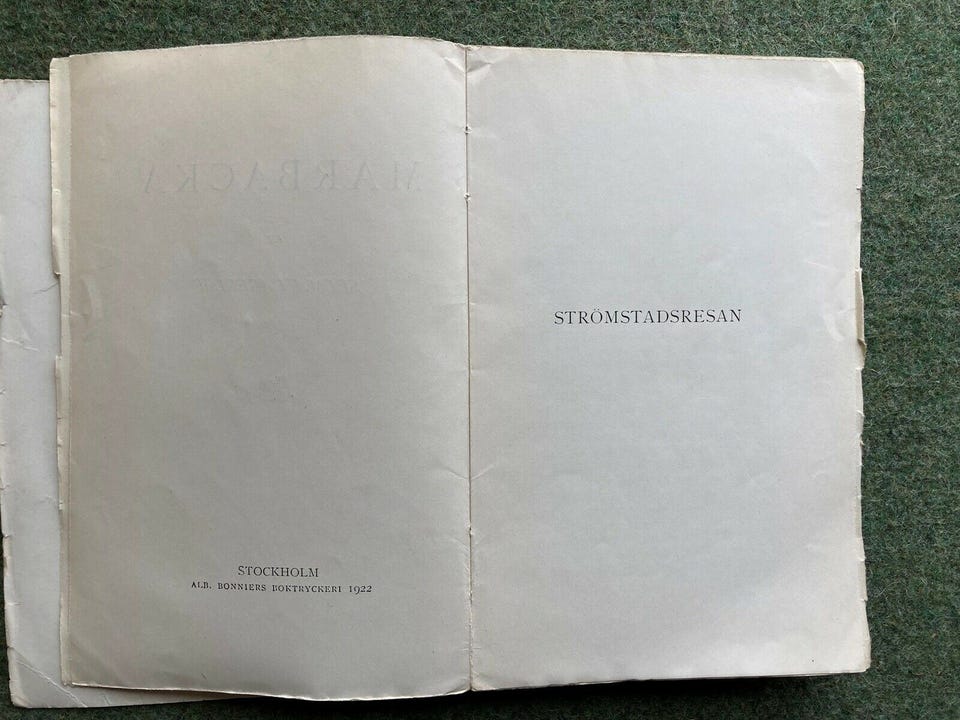 STOCKHOLM
ALB. BONNIERS BOKTRYCKERI 1922
STRÖMSTADSRESAN